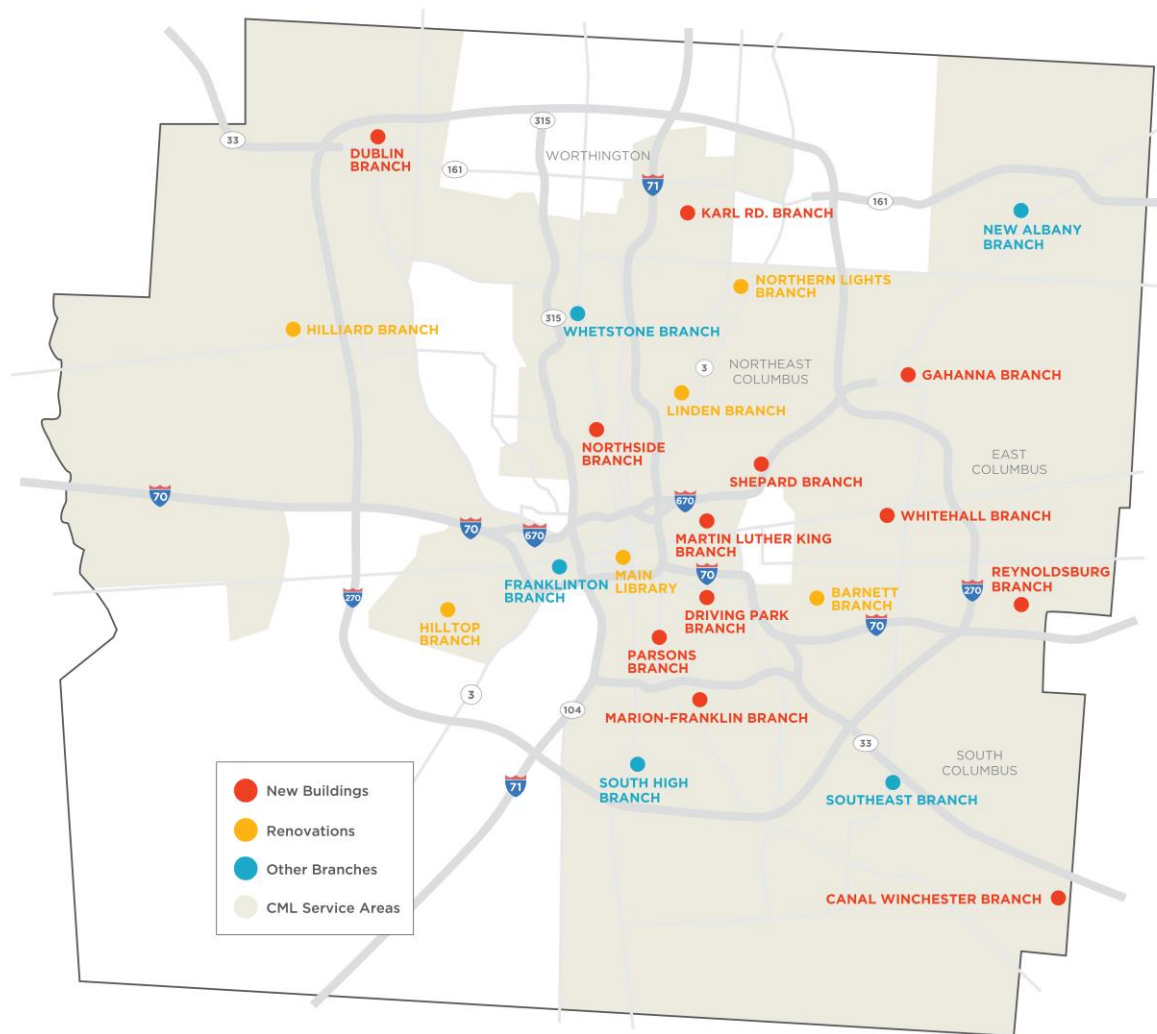 315
33
DUBLIN
BRANCH
WORTHINGTON
161
71
161
KARL RD. BRANCH
NEW ALBANY
BRANCH
NORTHERN LIGHTS
BRANCH
315
WHETSTONE BRANCH
HILLIARD BRANCH
3
NORTHEAST
COLUMBUS
GAHANNA BRANCH
LINDEN BRANCH
NORTHSIDE
BRANCH
EAST
COLUMBUS
SHEPARD BRANCH
70
670
WHITEHALL BRANCH
70
670
MARTIN LUTHER KING
BRANCH
MAIN
LIBRARY
70
REYNOLDSBURG
BRANCH
FRANKLINTON
BRANCH
270
270
BARNETT
BRANCH
DRIVING PARK
BRANCH
HILLTOP
BRANCH
70
PARSONS
BRANCH
3
104
MARION-FRANKLIN BRANCH
33
SOUTH
COLUMBUS
71
SOUTH HIGH
BRANCH
SOUTHEAST BRANCH
New Buildings
Renovations
Other Branches
CML Service Areas
CANAL WINCHESTER BRANCH